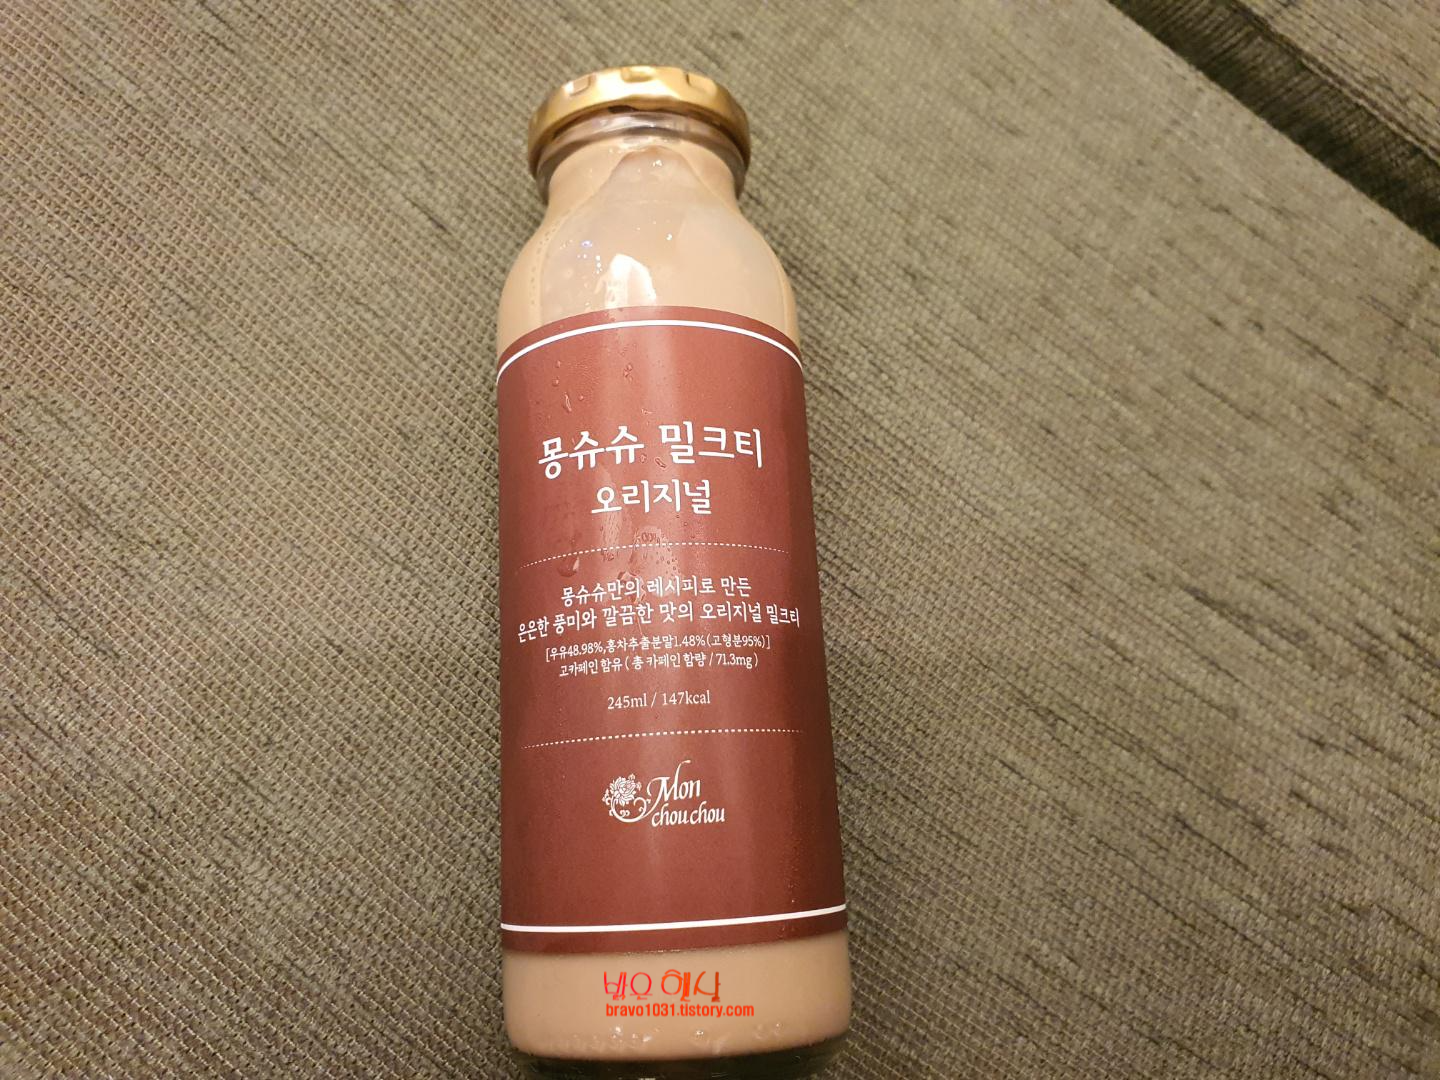 몽슈슈 밀크티
오리지널
몽슈슈만의 레시피로 만든
은은한 풍미와 깔끔한 맛의 오리지널 밀크티
[우유48.98%,홍차추출분말1.48%(고형분95%)]
고카페인 함유 ( 총 카페인 함량 / 71.3mg )
245ml / 147kcal
Mon
chouchou
bravo1031.tistory.com